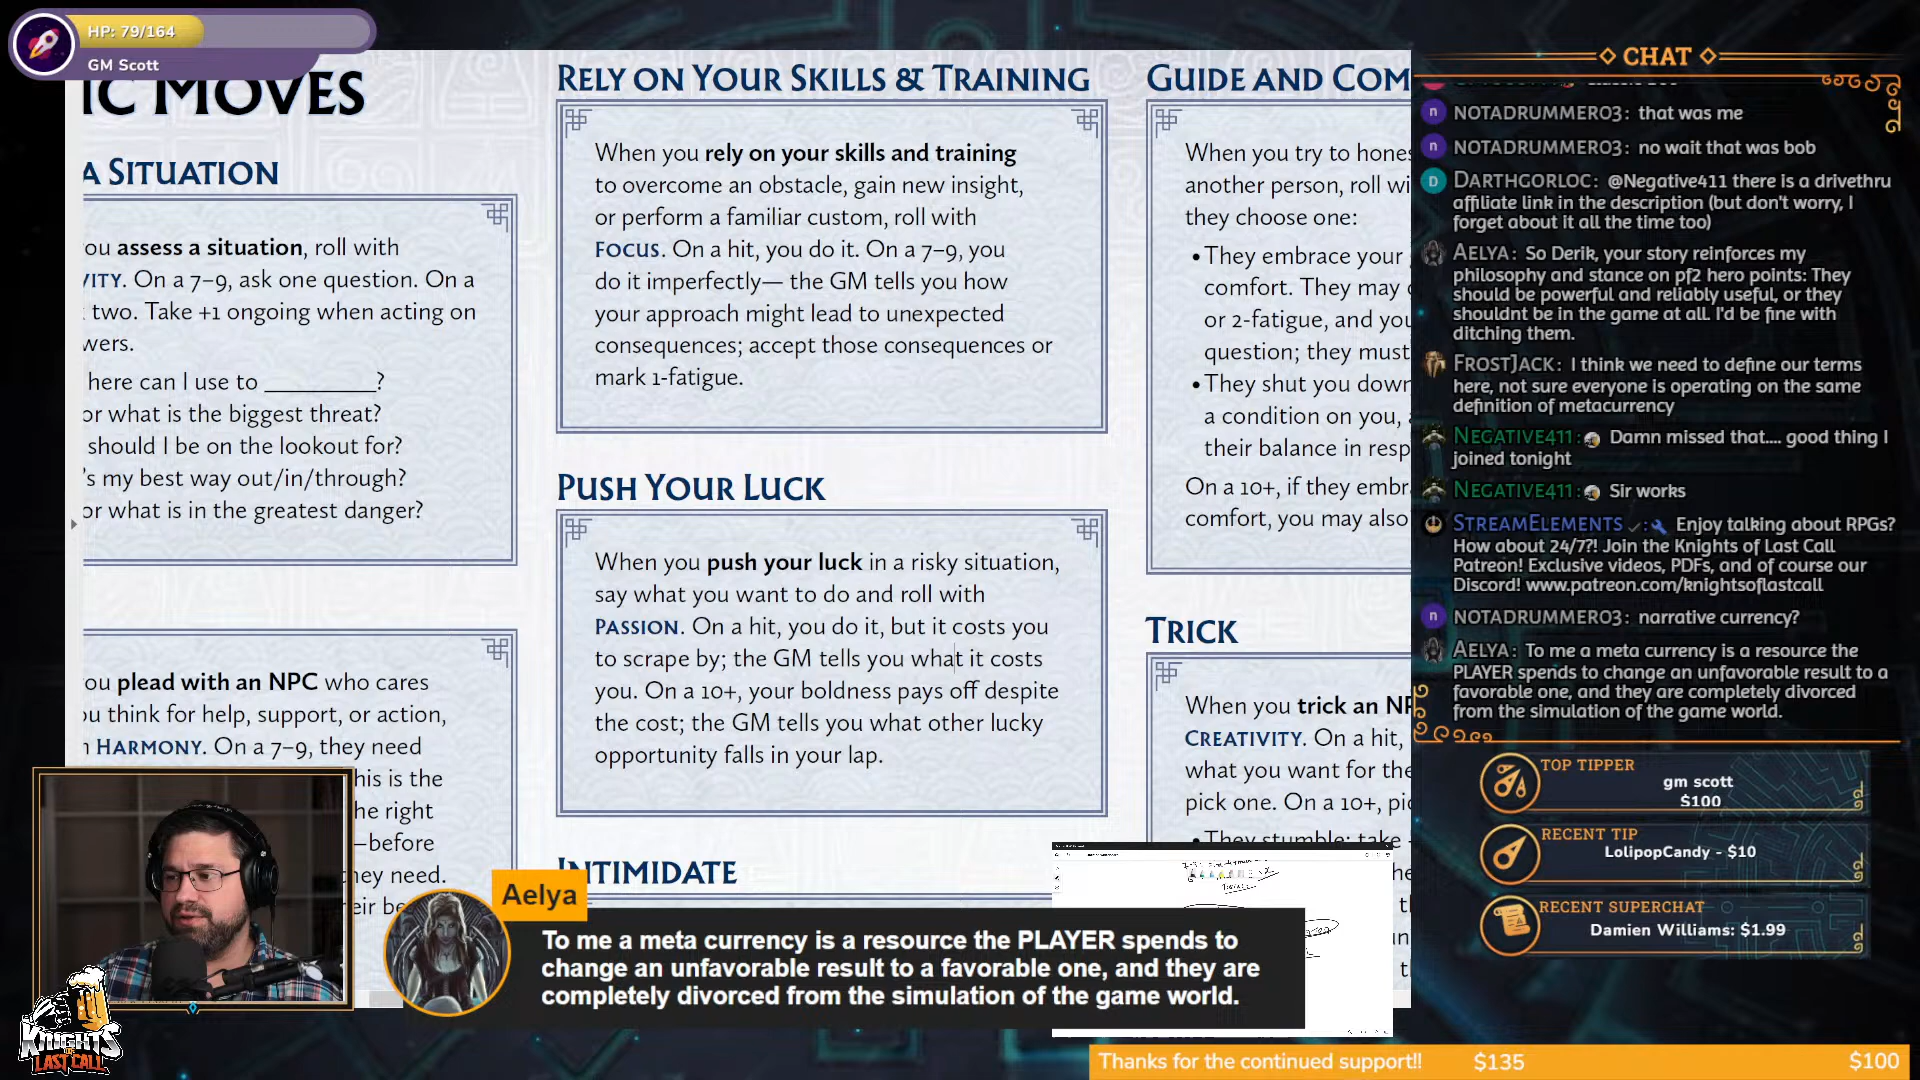 HP: 79/164
GM Scott
IC MOVES
A SITUATION
you assess a situation, roll with
VITY. On a 7–9, ask one question. On a
two. Take +1 ongoing when acting on
wers.
here can I use to __________?
or what is the biggest threat?
should I be on the lookout for?
's my best way out/in/through?
or what is in the greatest danger?
ou plead with an NPC who cares
ou think for help, support, or action,
HARMONY. On a 7–9, they need
his is the
he right
—before
hey need.
eir be
RELY ON YOUR SKILLS & TRAINING
When you rely on your skills and training
to overcome an obstacle, gain new insight,
or perform a familiar custom, roll with
FOCUS. On a hit, you do it. On a 7–9, you
do it imperfectly— the GM tells you how
your approach might lead to unexpected
consequences; accept those consequences or
mark 1-fatigue.
PUSH YOUR LUCK
When you push your luck in a risky situation,
say what you want to do and roll with
PASSION. On a hit, you do it, but it costs you
to scrape by; the GM tells you what it costs
you. On a 10+, your boldness pays off despite
the cost; the GM tells you what other lucky
opportunity falls in your lap.
INTIMIDATE
GUIDE AND COM
When you try to hones
another person, roll wi
they choose one:
• They embrace your
comfort. They may
or 2-fatigue, and you
question; they must
• They shut you down
a condition on you,
their balance in resp
On a 10+, if they embr
comfort, you may also
TRICK
When you trick an NP
CREATIVITY. On a hit,
what you want for the
pick one. On a 10+, pic
• They stumble; take
CHAT
NOTADRUMMER03: that was me
NOTADRUMMER03: no wait that was bob
DARTHGORLOC: @Negative411 there is a drivethru
affiliate link in the description (but don't worry, I
forget about it all the time too)
AELYA: So Derik, your story reinforces my
philosophy and stance on pf2 hero points: They
should be powerful and reliably useful, or they
shouldnt be in the game at all. I'd be fine with
ditching them.
FROSTJACK: I think we need to define our terms
here, not sure everyone is operating on the same
definition of metacurrency
NEGATIVE411: Damn missed that.... good thing I
joined tonight
NEGATIVE411: Sir works
STREAMELEMENTS: Enjoy talking about RPGs?
How about 24/7?! Join the Knights of Last Call
Patreon! Exclusive videos, PDFs, and of course our
Discord! www.patreon.com/knightsoflastcall
NOTADRUMMER03: narrative currency?
AELYA: To me a meta currency is a resource the
PLAYER spends to change an unfavorable result to a
favorable one, and they are completely divorced
from the simulation of the game world.
TOP TIPPER
gm scott
$100
RECENT TIP
LolipopCandy - $10
RECENT SUPERCHAT
Damien Williams: $1.99
Aelya
To me a meta currency is a resource the PLAYER spends to
change an unfavorable result to a favorable one, and they are
completely divorced from the simulation of the game world.
KNIGHTS
OF
LAST CALL
Thanks for the continued support!! $135 $100